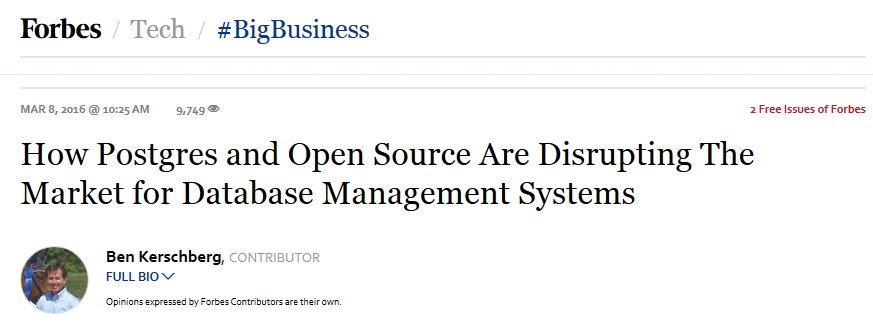 Forbes / Tech / #BigBusiness
MAR 8, 2016 @ 10:25 AM 9,749
2 Free Issues of Forbes
How Postgres and Open Source Are Disrupting The
Market for Database Management Systems
Ben Kerschberg, CONTRIBUTOR
FULL BIO
Opinions expressed by Forbes Contributors are their own.